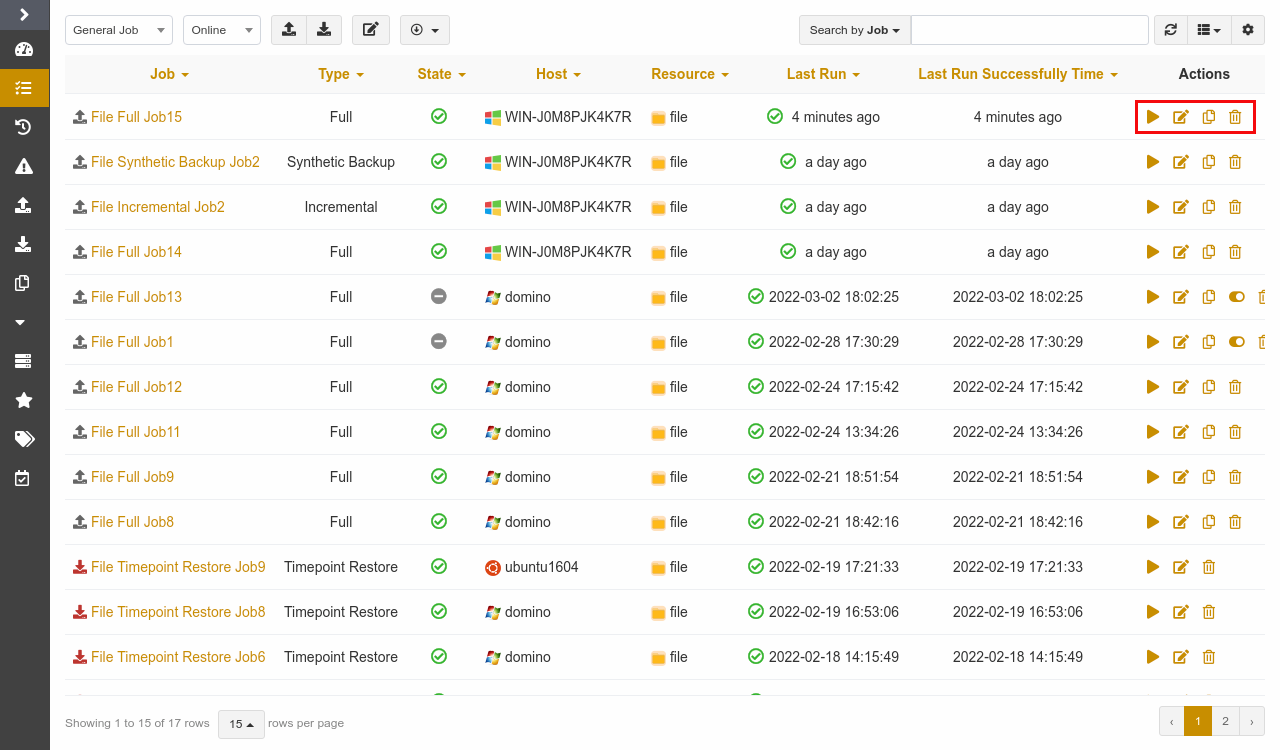 General Job Online Search by Job
Job Type State Host Resource Last Run Last Run Successfully Time Actions
File Full Job15 Full WIN-J0M8PJK4K7R file 4 minutes ago 4 minutes ago
File Synthetic Backup Job2 Synthetic Backup WIN-J0M8PJK4K7R file a day ago a day ago
File Incremental Job2 Incremental WIN-J0M8PJK4K7R file a day ago a day ago
File Full Job14 Full WIN-J0M8PJK4K7R file a day ago a day ago
File Full Job13 Full domino file 2022-03-02 18:02:25 2022-03-02 18:02:25
File Full Job1 Full domino file 2022-02-28 17:30:29 2022-02-28 17:30:29
File Full Job12 Full domino file 2022-02-24 17:15:42 2022-02-24 17:15:42
File Full Job11 Full domino file 2022-02-24 13:34:26 2022-02-24 13:34:26
File Full Job9 Full domino file 2022-02-21 18:51:54 2022-02-21 18:51:54
File Full Job8 Full domino file 2022-02-21 18:42:16 2022-02-21 18:42:16
File Timepoint Restore Job9 Timepoint Restore ubuntu1604 file 2022-02-19 17:21:33 2022-02-19 17:21:33
File Timepoint Restore Job8 Timepoint Restore domino file 2022-02-19 16:53:06 2022-02-19 16:53:06
File Timepoint Restore Job6 Timepoint Restore domino file 2022-02-18 14:15:49 2022-02-18 14:15:49
Showing 1 to 15 of 17 rows 15 rows per page ‹ 1 2 ›